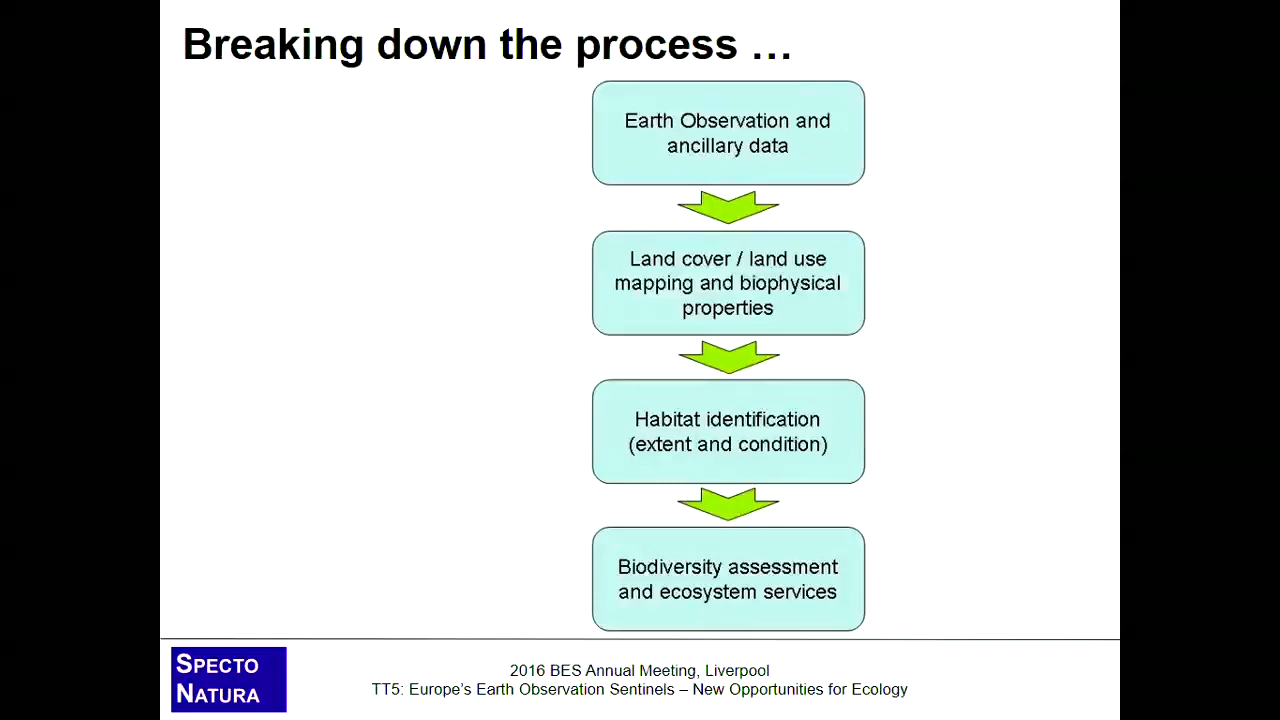 Breaking down the process …
Earth Observation and
ancillary data
Land cover / land use
mapping and biophysical
properties
Habitat identification
(extent and condition)
Biodiversity assessment
and ecosystem services
SPECTO
NATURA
2016 BES Annual Meeting, Liverpool
TT5: Europe’s Earth Observation Sentinels – New Opportunities for Ecology